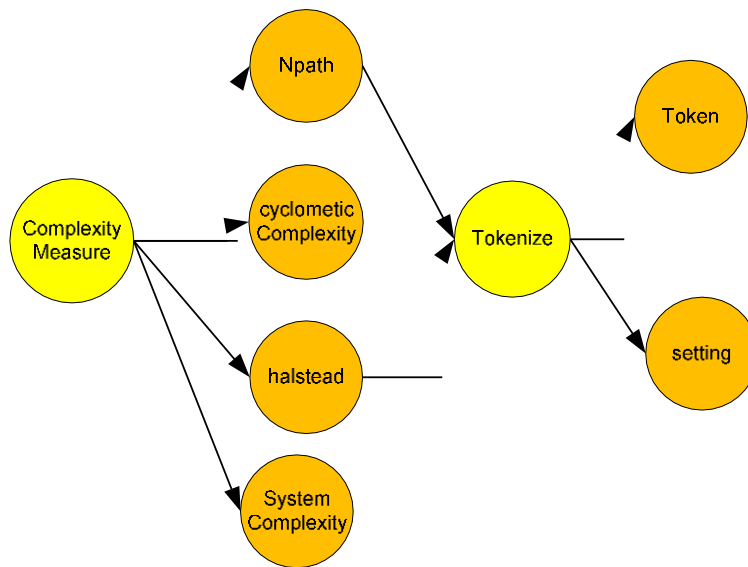 Npath
Token
cyclometic
Complexity
Complexity
Measure
Tokenize
halstead
setting
System
Complexity